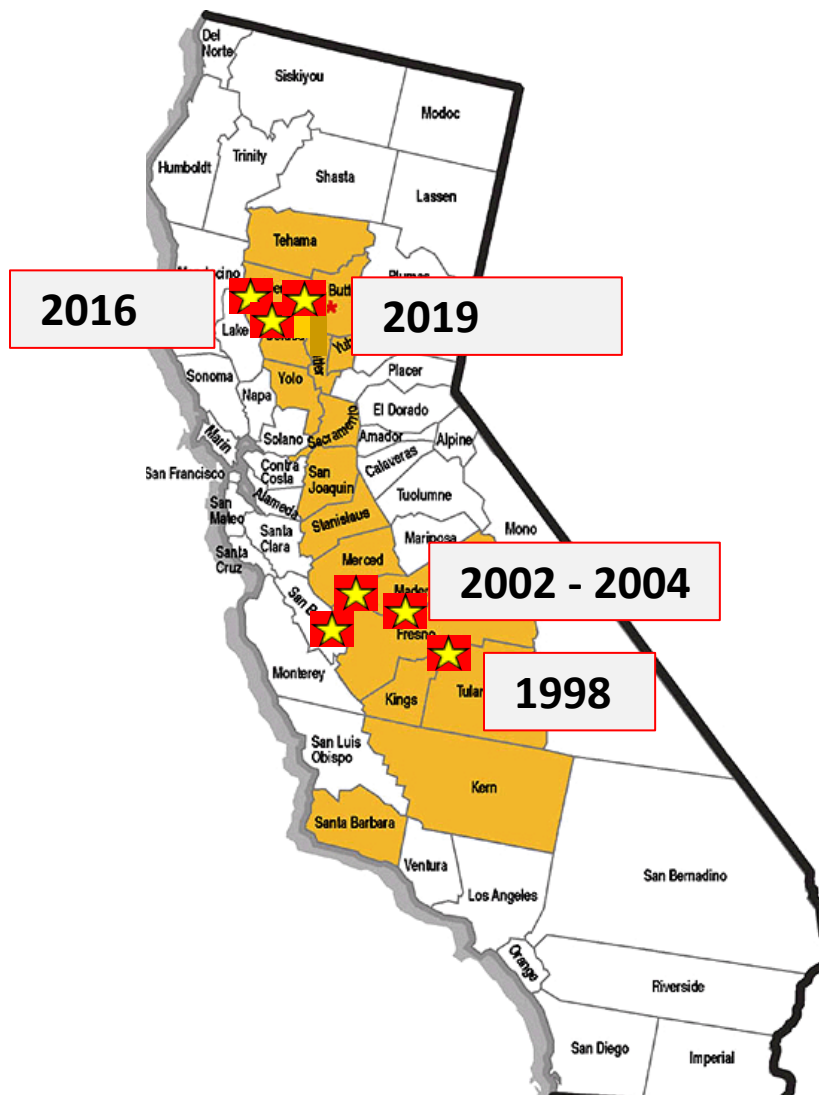 Del
Norte
Siskiyou
Modoc
Humboldt
Trinity
Shasta
Lassen
Tehama
2016
2019
*
Lake
Yolo
Placer
Sonoma
Napa
El Dorado
Sacramento
Marin
Solano
Amador
Alpine
Contra
Costa
San
Joaquin
Calaveras
San Francisco
Alameda
Tuolumne
San
Mateo
Stanislaus
Santa
Clara
Mariposa
Mono
Santa
Cruz
Merced
2002 - 2004
San
Fresno
Monterey
Kings
1998
San Luis
Obispo
Kern
Santa Barbara
Ventura
Los Angeles
San Bernadino
Orange
Riverside
San Diego
Imperial